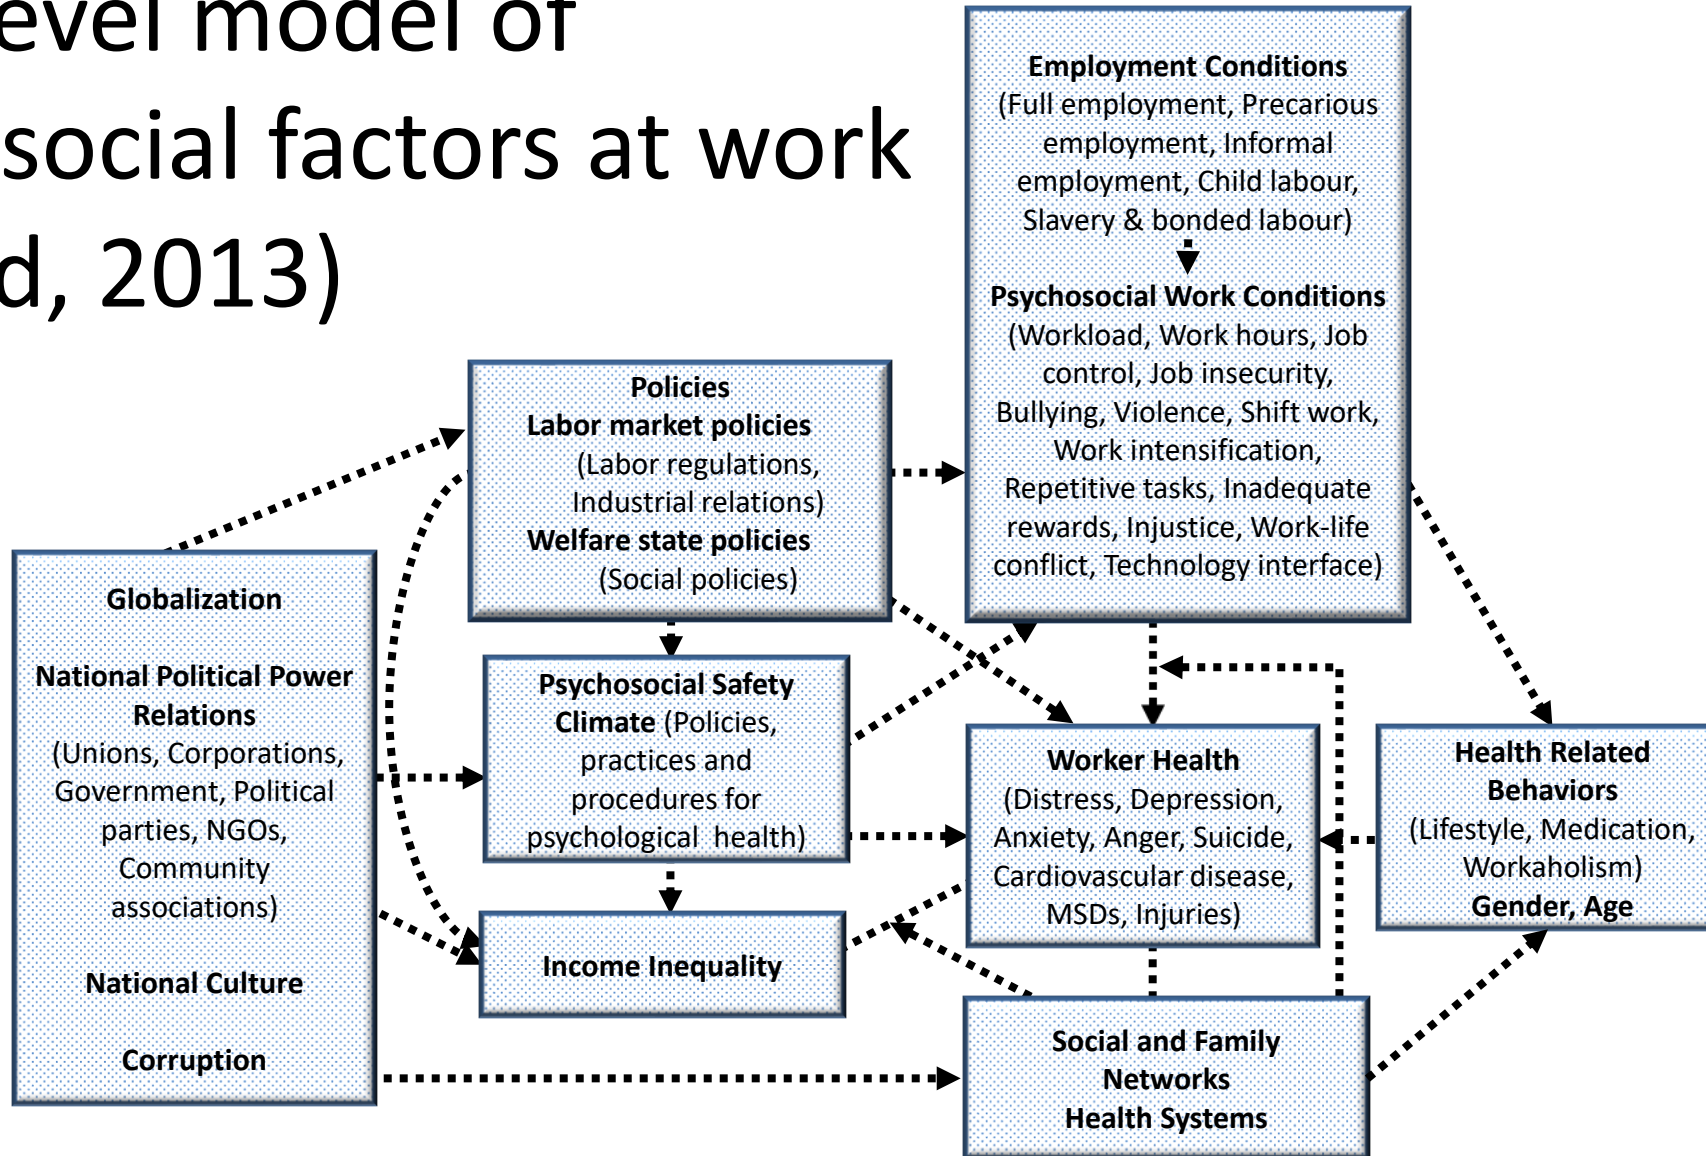 evel model of
social factors at work
d, 2013)
Employment Conditions
(Full employment, Precarious
employment, Informal
employment, Child labour,
Slavery & bonded labour)
Psychosocial Work Conditions
(Workload, Work hours, Job
control, Job insecurity,
Bullying, Violence, Shift work,
Work intensification,
Repetitive tasks, Inadequate
rewards, Injustice, Work-life
conflict, Technology interface)
Policies
Labor market policies
(Labor regulations,
Industrial relations)
Welfare state policies
(Social policies)
Globalization
National Political Power
Relations
(Unions, Corporations,
Government, Political
parties, NGOs,
Community
associations)
National Culture
Corruption
Psychosocial Safety
Climate (Policies,
practices and
procedures for
psychological health)
Income Inequality
Worker Health
(Distress, Depression,
Anxiety, Anger, Suicide,
Cardiovascular disease,
MSDs, Injuries)
Health Related
Behaviors
(Lifestyle, Medication,
Workaholism)
Gender, Age
Social and Family
Networks
Health Systems